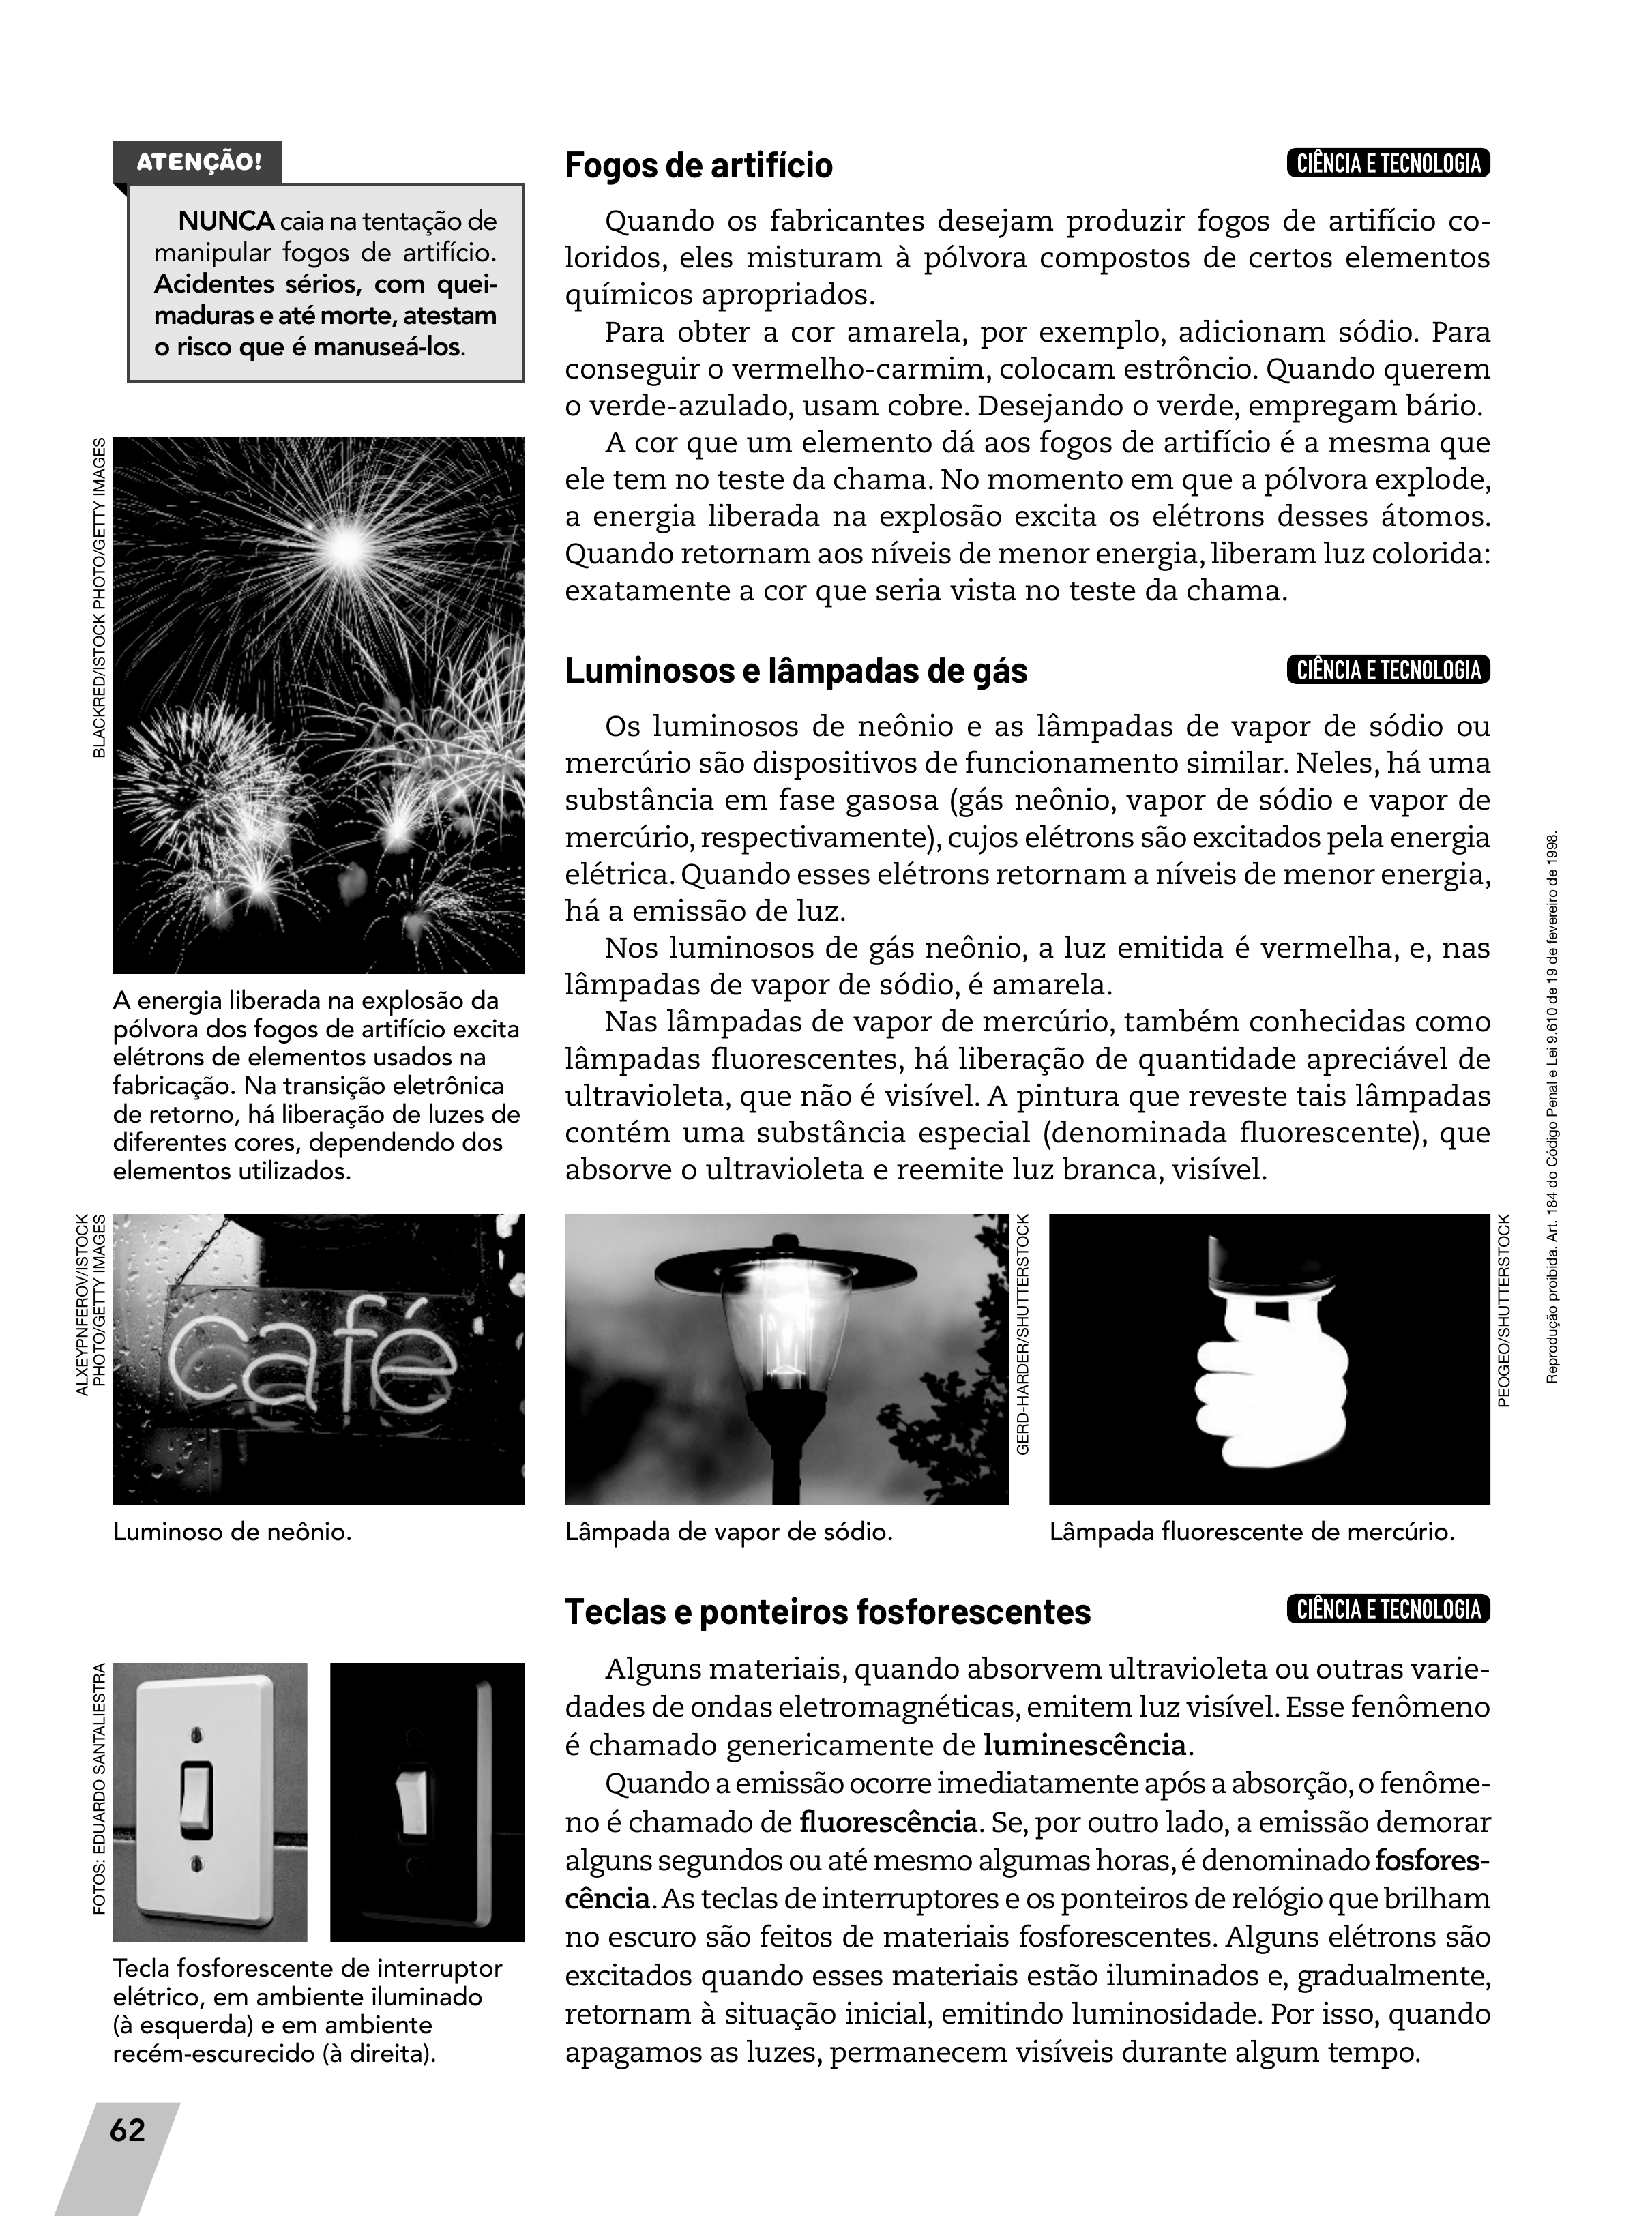 ATENÇÃO!
NUNCA caia na tentação de
manipular fogos de artifício.
Acidentes sérios, com quei-
maduras e até morte, atestam
o risco que é manuseá-los.
BLACKRED/ISTOCK PHOTO/GETTY IMAGES
A energia liberada na explosão da
pólvora dos fogos de artifício excita
elétrons de elementos usados na
fabricação. Na transição eletrônica
de retorno, há liberação de luzes de
diferentes cores, dependendo dos
elementos utilizados.
Fogos de artifício
CIÊNCIA E TECNOLOGIA
Quando os fabricantes desejam produzir fogos de artifício co-
loridos, eles misturam à pólvora compostos de certos elementos
químicos apropriados.
Para obter a cor amarela, por exemplo, adicionam sódio. Para
conseguir o vermelho-carmim, colocam estrôncio. Quando querem
o verde-azulado, usam cobre. Desejando o verde, empregam bário.
A cor que um elemento dá aos fogos de artifício é a mesma que
ele tem no teste da chama. No momento em que a pólvora explode,
a energia liberada na explosão excita os elétrons desses átomos.
Quando retornam aos níveis de menor energia, liberam luz colorida:
exatamente a cor que seria vista no teste da chama.
Luminosos e lâmpadas de gás
CIÊNCIA E TECNOLOGIA
Os luminosos de neônio e as lâmpadas de vapor de sódio ou
mercúrio são dispositivos de funcionamento similar. Neles, há uma
substância em fase gasosa (gás neônio, vapor de sódio e vapor de
mercúrio, respectivamente), cujos elétrons são excitados pela energia
elétrica. Quando esses elétrons retornam a níveis de menor energia,
há a emissão de luz.
Nos luminosos de gás neônio, a luz emitida é vermelha, e, nas
lâmpadas de vapor de sódio, é amarela.
Nas lâmpadas de vapor de mercúrio, também conhecidas como
lâmpadas fluorescentes, há liberação de quantidade apreciável de
ultravioleta, que não é visível. A pintura que reveste tais lâmpadas
contém uma substância especial (denominada fluorescente), que
absorve o ultravioleta e reemite luz branca, visível.
ALXEYPNFEROV/ISTOCK
PHOTO/GETTY IMAGES
café
Luminoso de neônio.
GERD-HARDER/SHUTTERSTOCK
Lâmpada de vapor de sódio.
PEOGEO/SHUTTERSTOCK
Lâmpada fluorescente de mercúrio.
Reprodução proibida. Art. 184 do Código Penal e Lei 9.610 de 19 de fevereiro de 1998.
Teclas e ponteiros fosforescentes
CIÊNCIA E TECNOLOGIA
Alguns materiais, quando absorvem ultravioleta ou outras varie-
dades de ondas eletromagnéticas, emitem luz visível. Esse fenômeno
é chamado genericamente de luminescência.
Quando a emissão ocorre imediatamente após a absorção, o fenôme-
no é chamado de fluorescência. Se, por outro lado, a emissão demorar
alguns segundos ou até mesmo algumas horas, é denominado fosfores-
cência. As teclas de interruptores e os ponteiros de relógio que brilham
no escuro são feitos de materiais fosforescentes. Alguns elétrons são
excitados quando esses materiais estão iluminados e, gradualmente,
retornam à situação inicial, emitindo luminosidade. Por isso, quando
apagamos as luzes, permanecem visíveis durante algum tempo.
FOTOS: EDUARDO SANTALIESTRA
Tecla fosforescente de interruptor
elétrico, em ambiente iluminado
(à esquerda) e em ambiente
recém-escurecido (à direita).
62